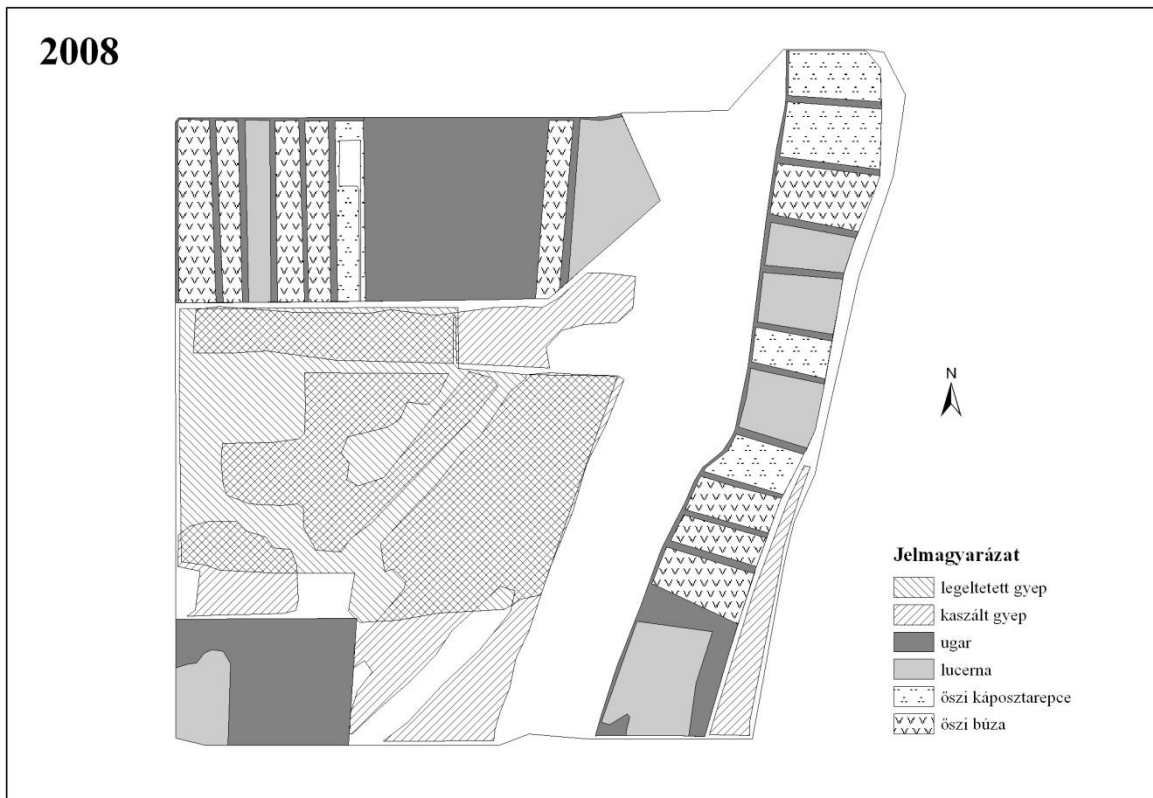 2008
N
Jelmagyarázat
legeltetett gyep
kaszált gyep
ugar
lucerna
őszi káposztarepce
őszi búza